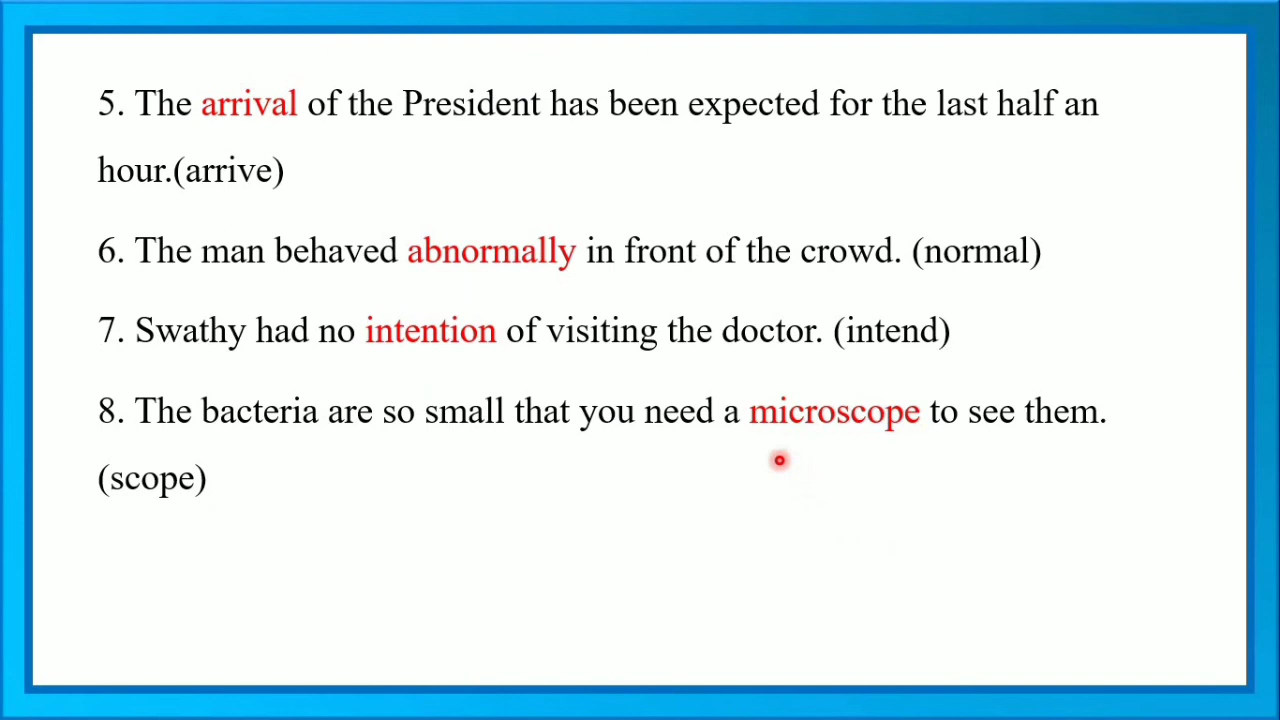 5. The arrival of the President has been expected for the last half an
hour.(arrive)
6. The man behaved abnormally in front of the crowd. (normal)
7. Swathy had no intention of visiting the doctor. (intend)
8. The bacteria are so small that you need a microscope to see them.
(scope)